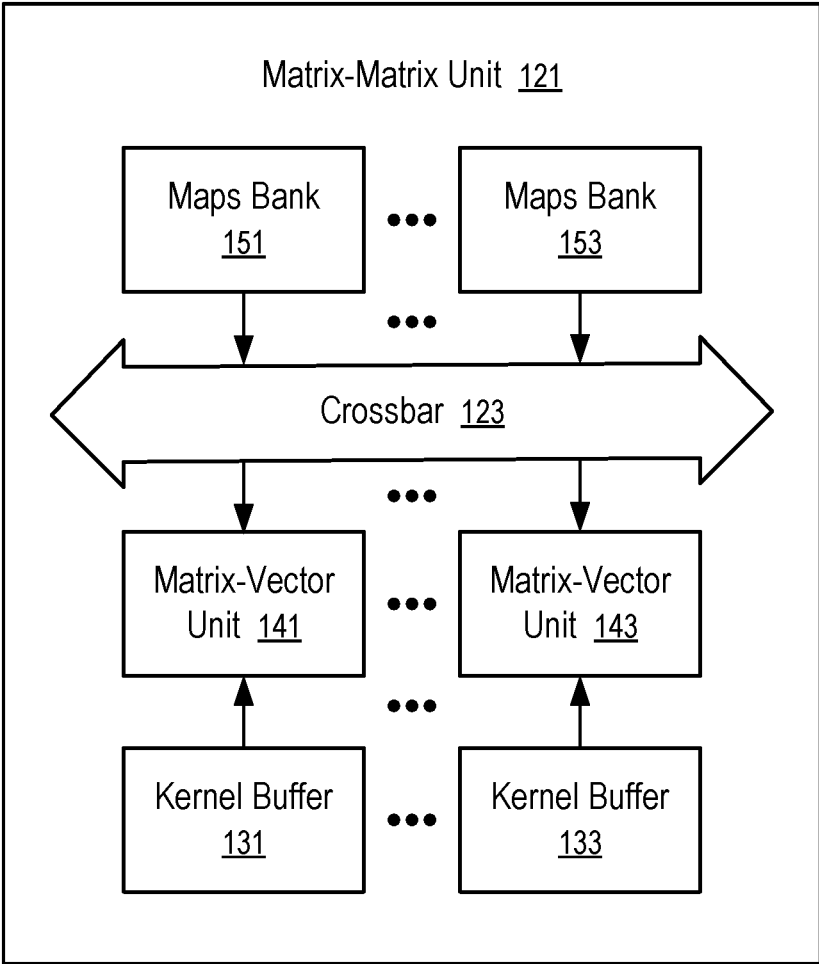 Matrix-Matrix Unit 121
Maps Bank
151
Maps Bank
153
Crossbar 123
Matrix-Vector
Unit 141
Matrix-Vector
Unit 143
Kernel Buffer
131
Kernel Buffer
133